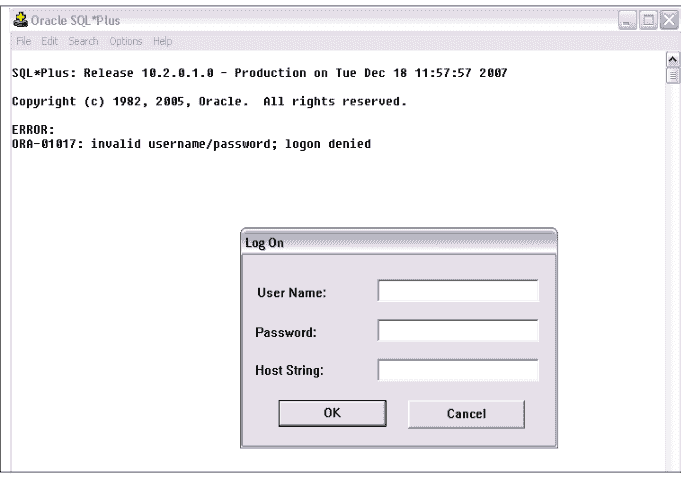 Oracle SQL*Plus
File Edit Search Options Help
SQL*Plus: Release 10.2.0.1.0 - Production on Tue Dec 18 11:57:57 2007
Copyright (c) 1982, 2005, Oracle.  All rights reserved.
ERROR:
ORA-01017: invalid username/password; logon denied
Log On
User Name:
Password:
Host String:
OK Cancel